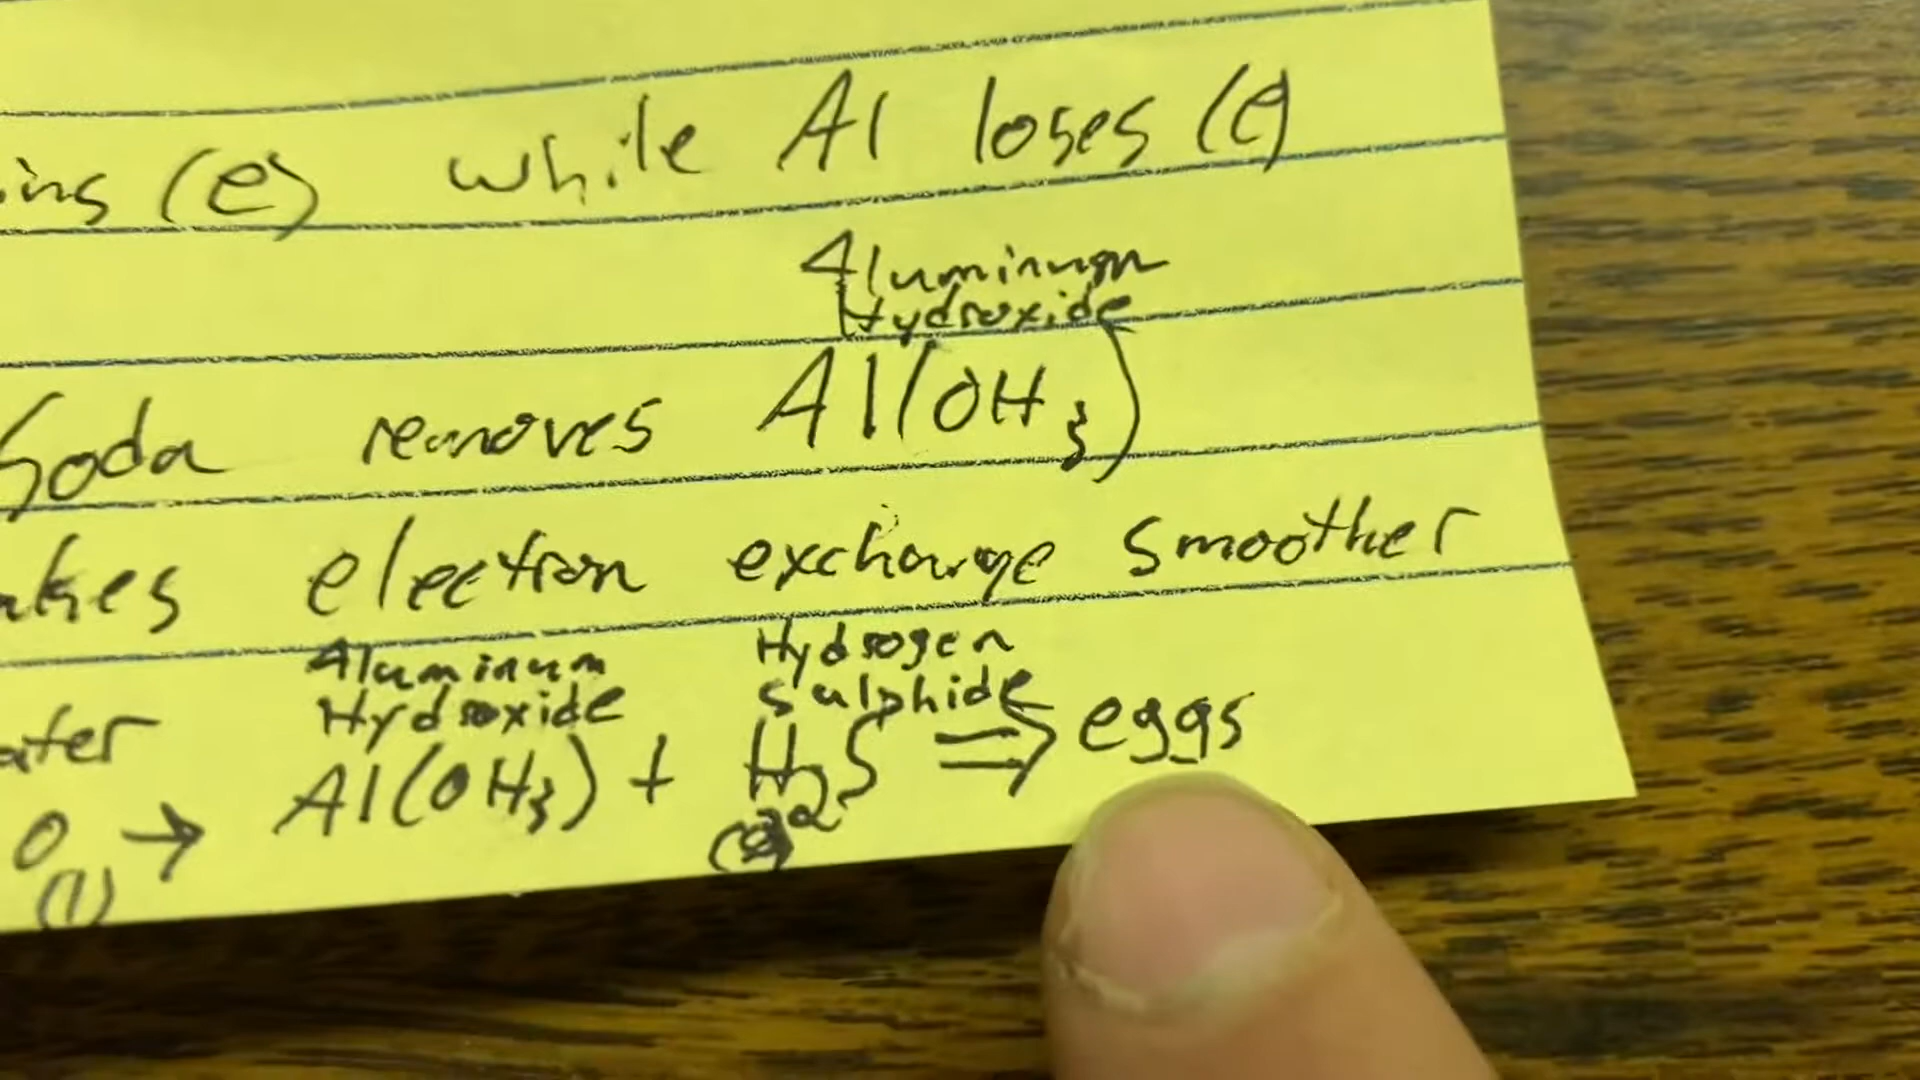 ins (e) while Al loses (e)
Aluminum
Hydroxide
Soda removes Al(OH₃)
akes electron exchange smoother
Aluminum Hydrogen
Hydroxide Sulphide
ater Al(OH₃) + H₂S ⇒ eggs
O →
(l)